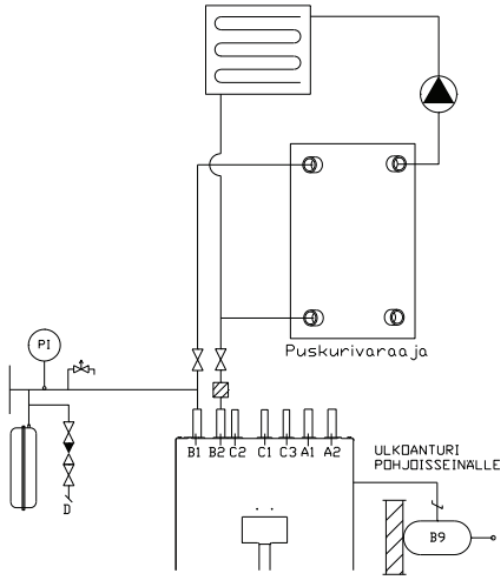 Puskurivaraaja
PI
B1 B2 C2 C1 C3 A1 A2
ULKOANTURI
POHJOISSEINÄLLE
D
B9